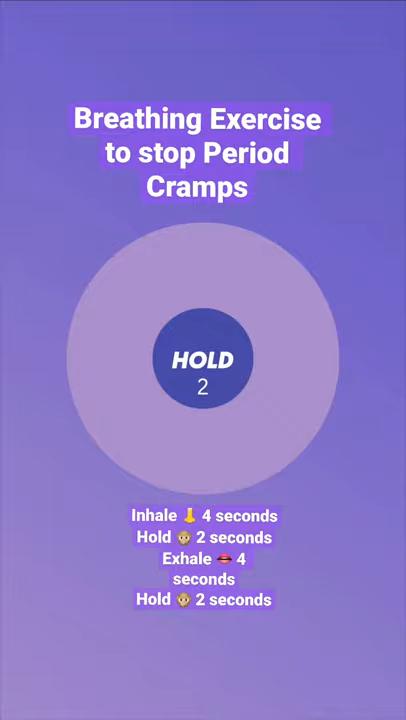 Breathing Exercise
to stop Period
Cramps
HOLD
2
Inhale 👃 4 seconds
Hold 🐵 2 seconds
Exhale 👄 4
seconds
Hold 🐵 2 seconds